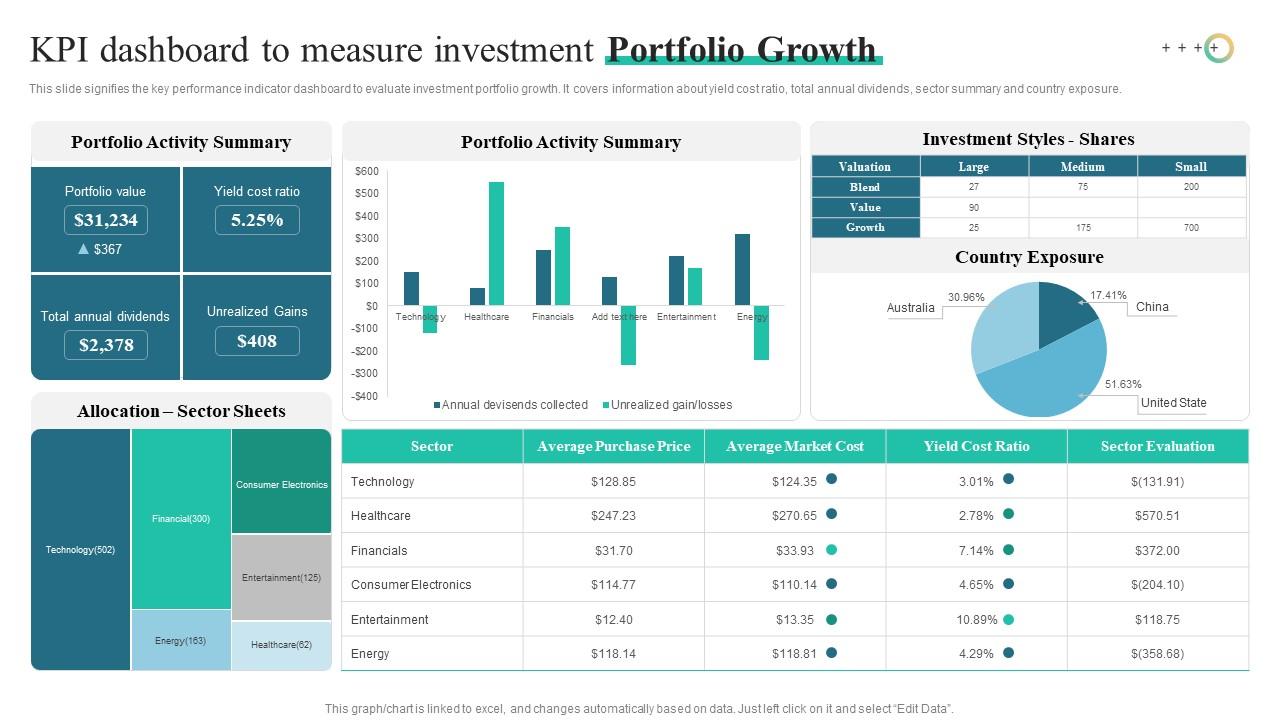 KPI dashboard to measure investment Portfolio Growth
+ + + +
This slide signifies the key performance indicator dashboard to evaluate investment portfolio growth. It covers information about yield cost ratio, total annual dividends, sector summary and country exposure.
Portfolio Activity Summary
Portfolio value
$31,234
$367
Yield cost ratio
5.25%
Total annual dividends
$2,378
Unrealized Gains
$408
Portfolio Activity Summary
$600
$500
$400
$300
$200
$100
$0
-$100
-$200
-$300
-$400
Technology Healthcare Financials Add text here Entertainment Energy
Annual devisends collected Unrealized gain/losses
Investment Styles - Shares
Valuation Large Medium Small
Blend 27 75 200
Value 90
Growth 25 175 700
Country Exposure
Australia 30.96%
17.41% China
51.63%
United State
Allocation – Sector Sheets
Technology(502)
Financial(300)
Energy(163)
Consumer Electronics
Entertainment(125)
Healthcare(62)
Sector Average Purchase Price Average Market Cost Yield Cost Ratio Sector Evaluation
Technology $128.85 $124.35 3.01% $(131.91)
Healthcare $247.23 $270.65 2.78% $570.51
Financials $31.70 $33.93 7.14% $372.00
Consumer Electronics $114.77 $110.14 4.65% $(204.10)
Entertainment $12.40 $13.35 10.89% $118.75
Energy $118.14 $118.81 4.29% $(358.68)
This graph/chart is linked to excel, and changes automatically based on data. Just left click on it and select “Edit Data”.